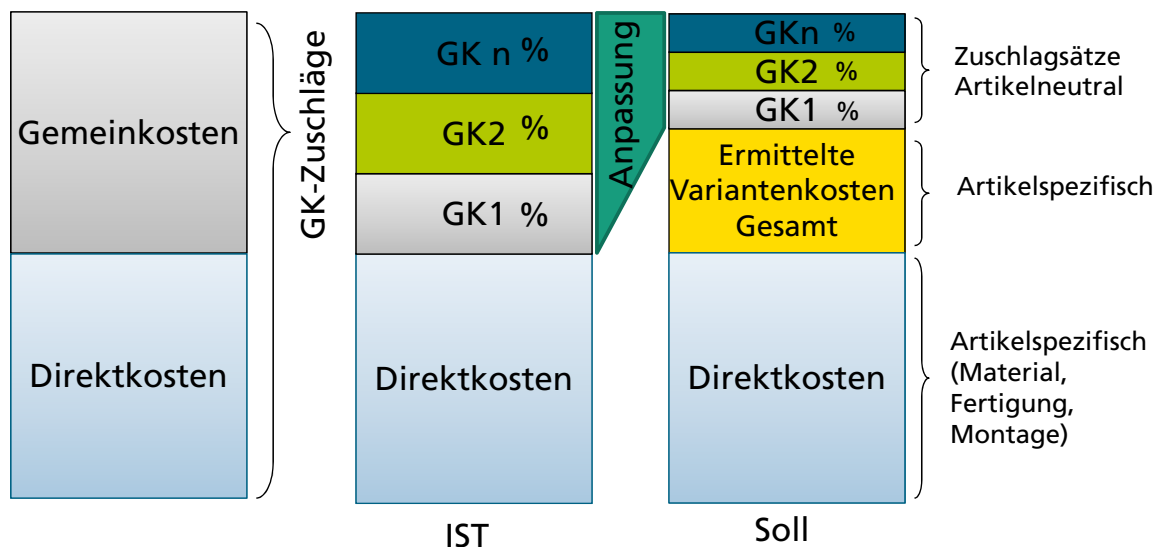 Gemeinkosten
Direktkosten
GK-Zuschläge
GK n %
GK2 %
GK1 %
Direktkosten
IST
Anpassung
GKn %
GK2 %
GK1 %
Ermittelte
Variantenkosten
Gesamt
Direktkosten
Soll
Zuschlagsätze
Artikelneutral
Artikelspezifisch
Artikelspezifisch
(Material,
Fertigung,
Montage)